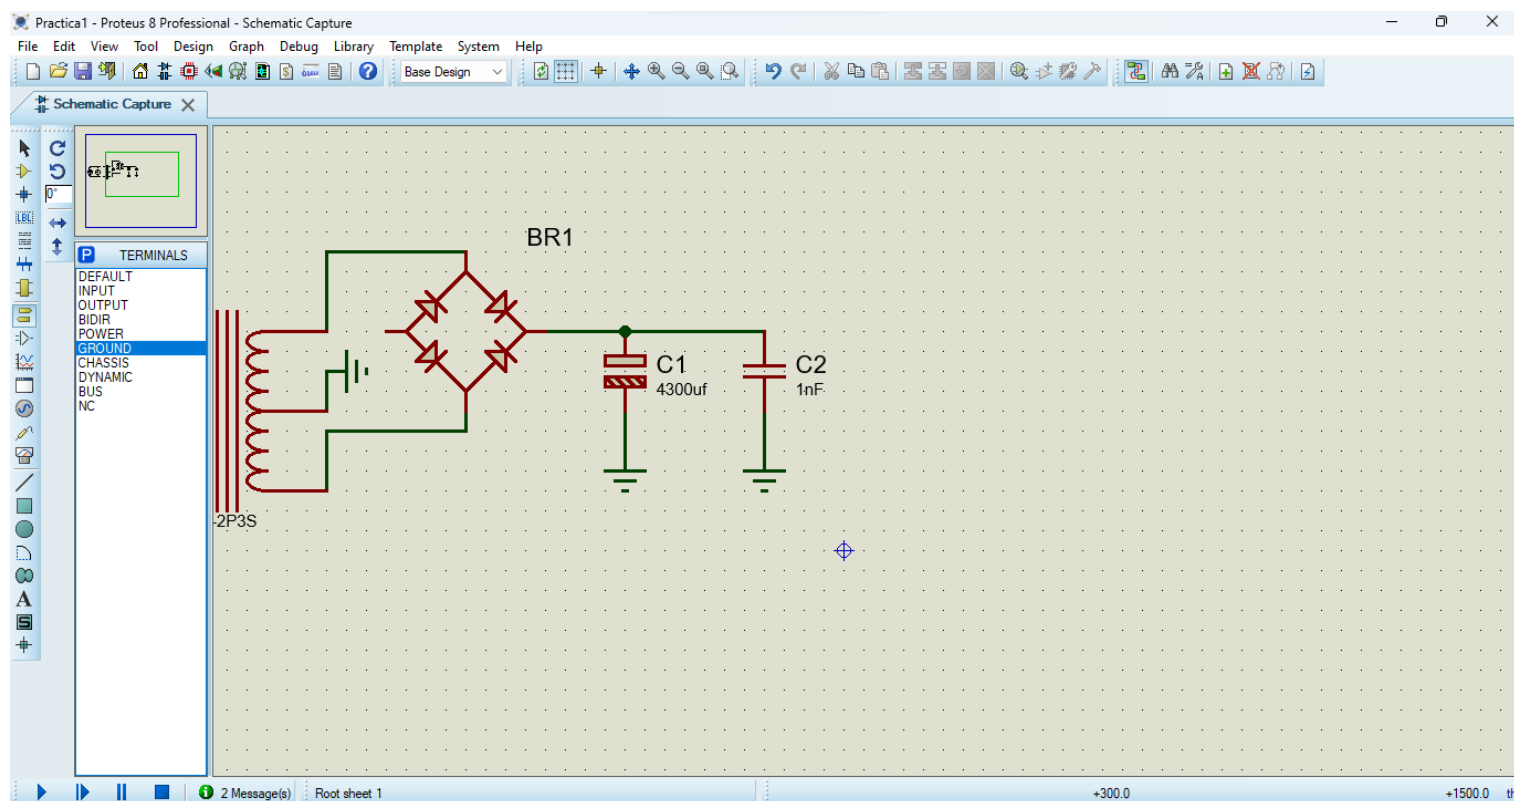 Practica1 - Proteus 8 Professional - Schematic Capture
File Edit View Tool Design Graph Debug Library Template System Help
Base Design
Schematic Capture
0°
LBL
P TERMINALS
DEFAULT
INPUT
OUTPUT
BIDIR
POWER
GROUND
CHASSIS
DYNAMIC
BUS
NC
A
S
BR1
C1
4300uf
C2
1nF
-2P3S
2 Message(s)
Root sheet 1
+300.0
+1500.0
th